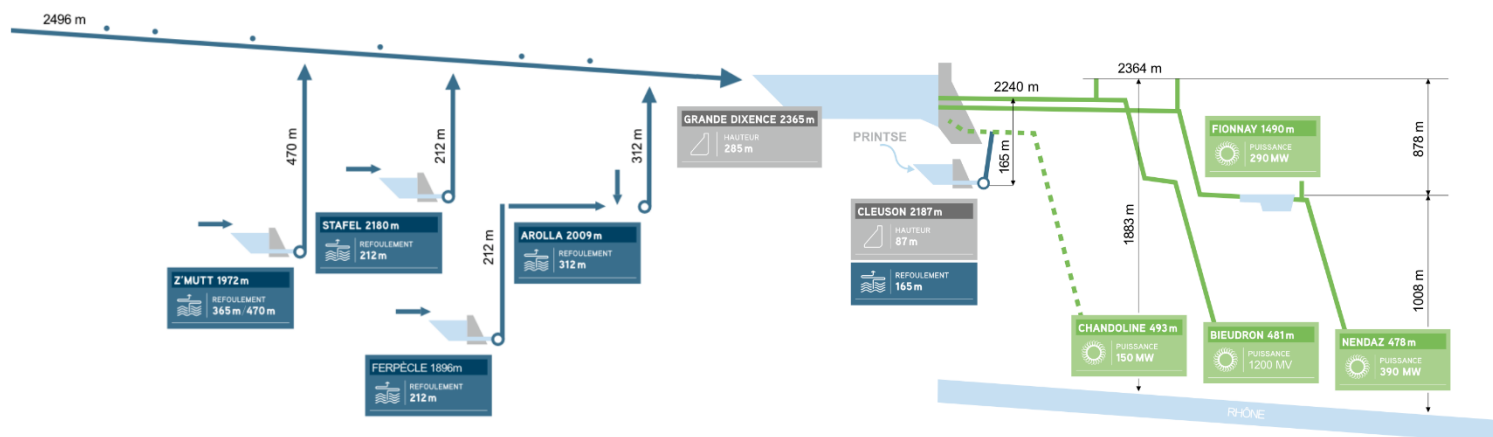 2496 m
470 m
212 m
312 m
212 m
Z'MUTT 1972 m
REFOULEMENT
365 m / 470 m
STAFEL 2180 m
REFOULEMENT
212 m
FERPÈCLE 1896m
REFOULEMENT
212 m
AROLLA 2009 m
REFOULEMENT
312 m
GRANDE DIXENCE 2365 m
HAUTEUR
285 m
PRINTSE
2240 m
165 m
CLEUSON 2187 m
HAUTEUR
87 m
REFOULEMENT
165 m
2364 m
1883 m
878 m
1008 m
FIONNAY 1490 m
PUISSANCE
290 MW
CHANDOLINE 493 m
PUISSANCE
150 MW
BIEUDRON 481 m
PUISSANCE
1200 MV
NENDAZ 478 m
PUISSANCE
390 MW
RHÔNE